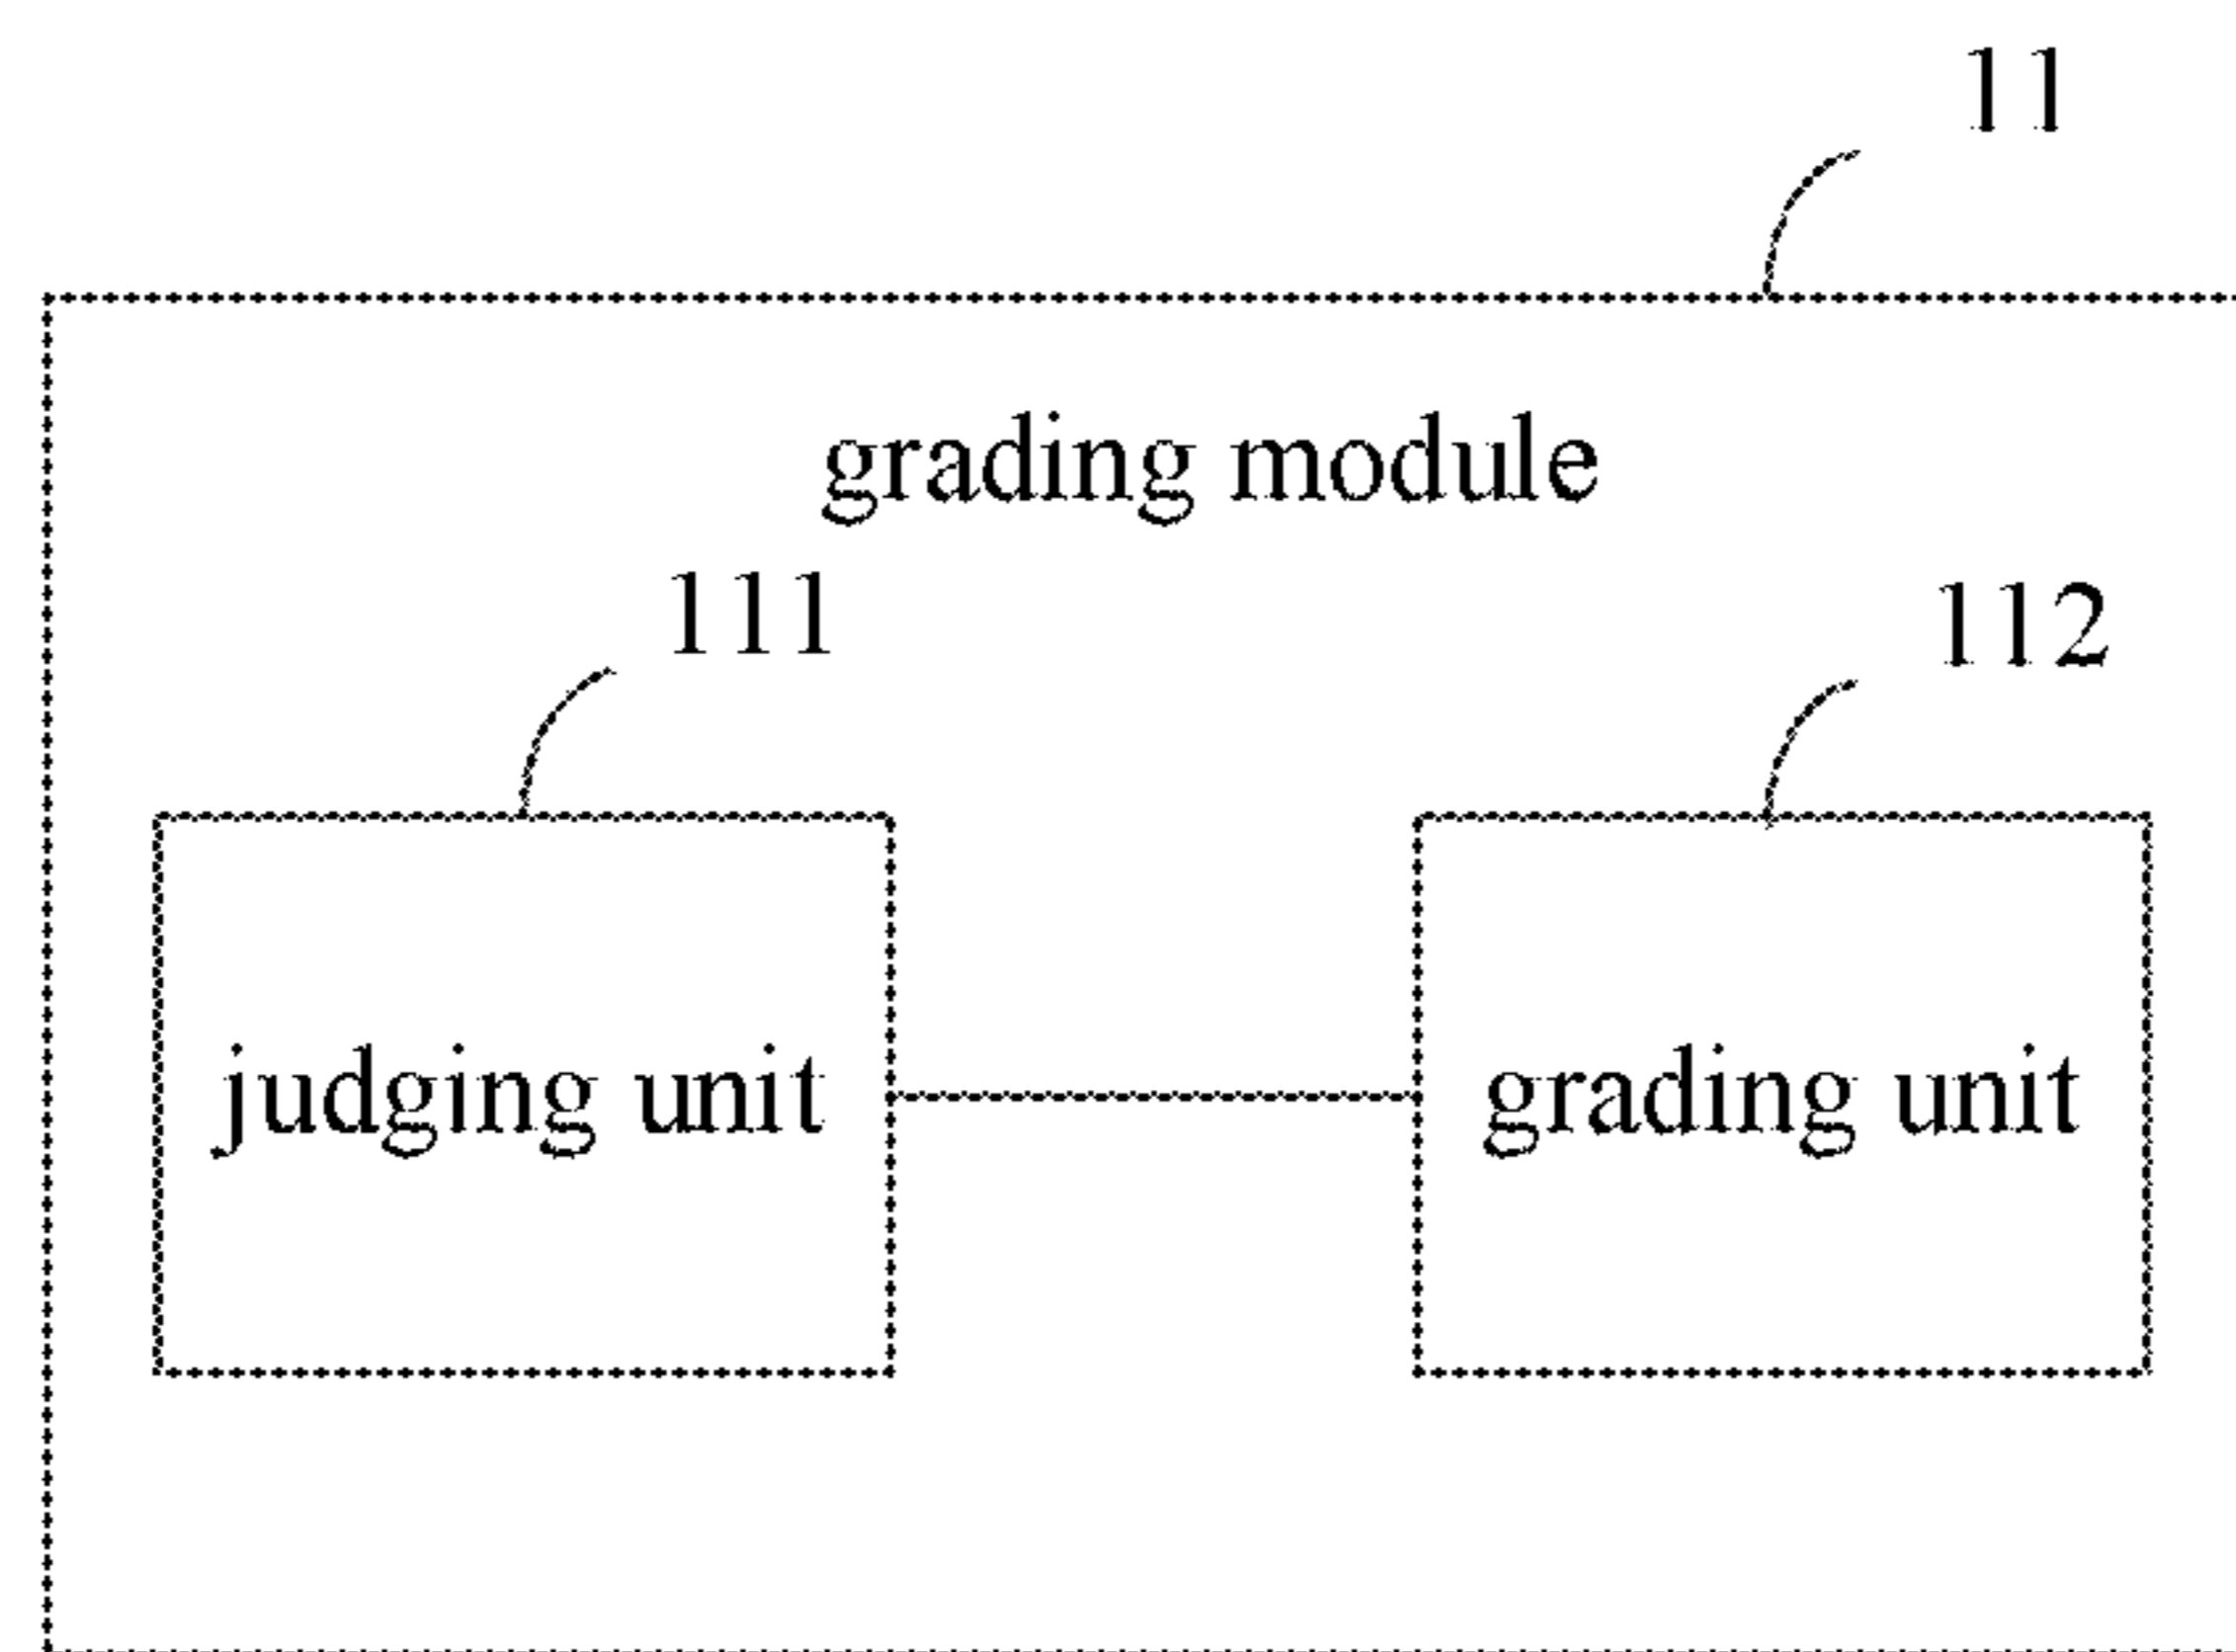 11
grading module
111
112
judging unit
grading unit